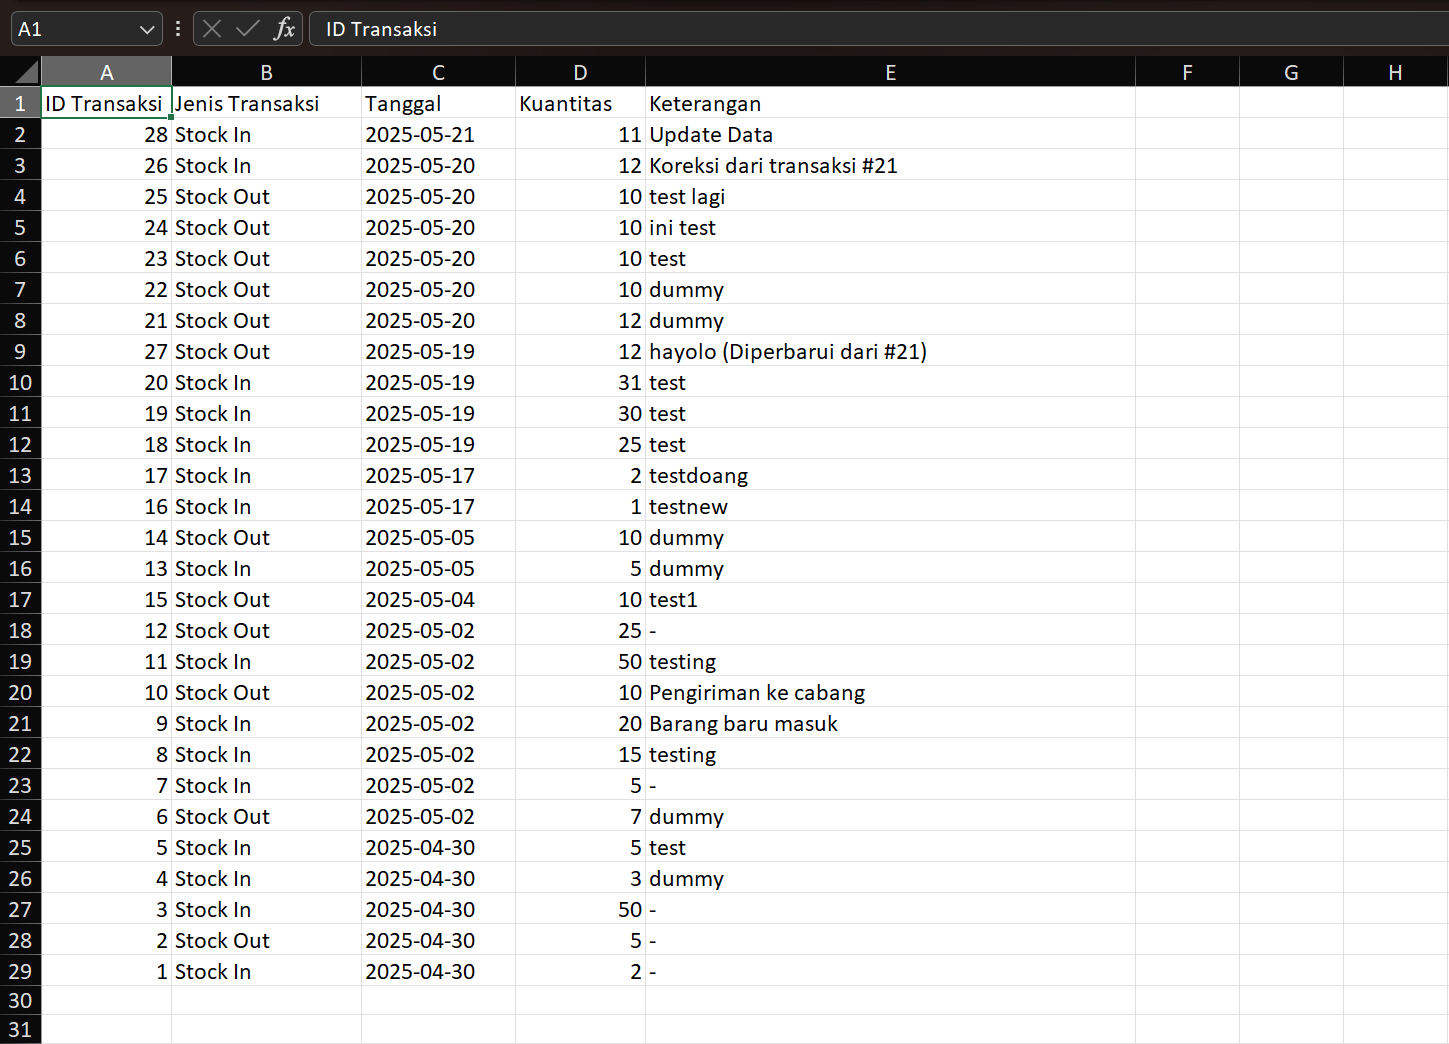 A1 fx ID Transaksi
A B C D E F G H
1 ID Transaksi Jenis Transaksi Tanggal Kuantitas Keterangan
2 28 Stock In 2025-05-21 11 Update Data
3 26 Stock In 2025-05-20 12 Koreksi dari transaksi #21
4 25 Stock Out 2025-05-20 10 test lagi
5 24 Stock Out 2025-05-20 10 ini test
6 23 Stock Out 2025-05-20 10 test
7 22 Stock Out 2025-05-20 10 dummy
8 21 Stock Out 2025-05-20 12 dummy
9 27 Stock Out 2025-05-19 12 hayolo (Diperbarui dari #21)
10 20 Stock In 2025-05-19 31 test
11 19 Stock In 2025-05-19 30 test
12 18 Stock In 2025-05-19 25 test
13 17 Stock In 2025-05-17 2 testdoang
14 16 Stock In 2025-05-17 1 testnew
15 14 Stock Out 2025-05-05 10 dummy
16 13 Stock In 2025-05-05 5 dummy
17 15 Stock Out 2025-05-04 10 test1
18 12 Stock Out 2025-05-02 25 -
19 11 Stock In 2025-05-02 50 testing
20 10 Stock Out 2025-05-02 10 Pengiriman ke cabang
21 9 Stock In 2025-05-02 20 Barang baru masuk
22 8 Stock In 2025-05-02 15 testing
23 7 Stock In 2025-05-02 5 -
24 6 Stock Out 2025-05-02 7 dummy
25 5 Stock In 2025-04-30 5 test
26 4 Stock In 2025-04-30 3 dummy
27 3 Stock In 2025-04-30 50 -
28 2 Stock Out 2025-04-30 5 -
29 1 Stock In 2025-04-30 2 -
30
31